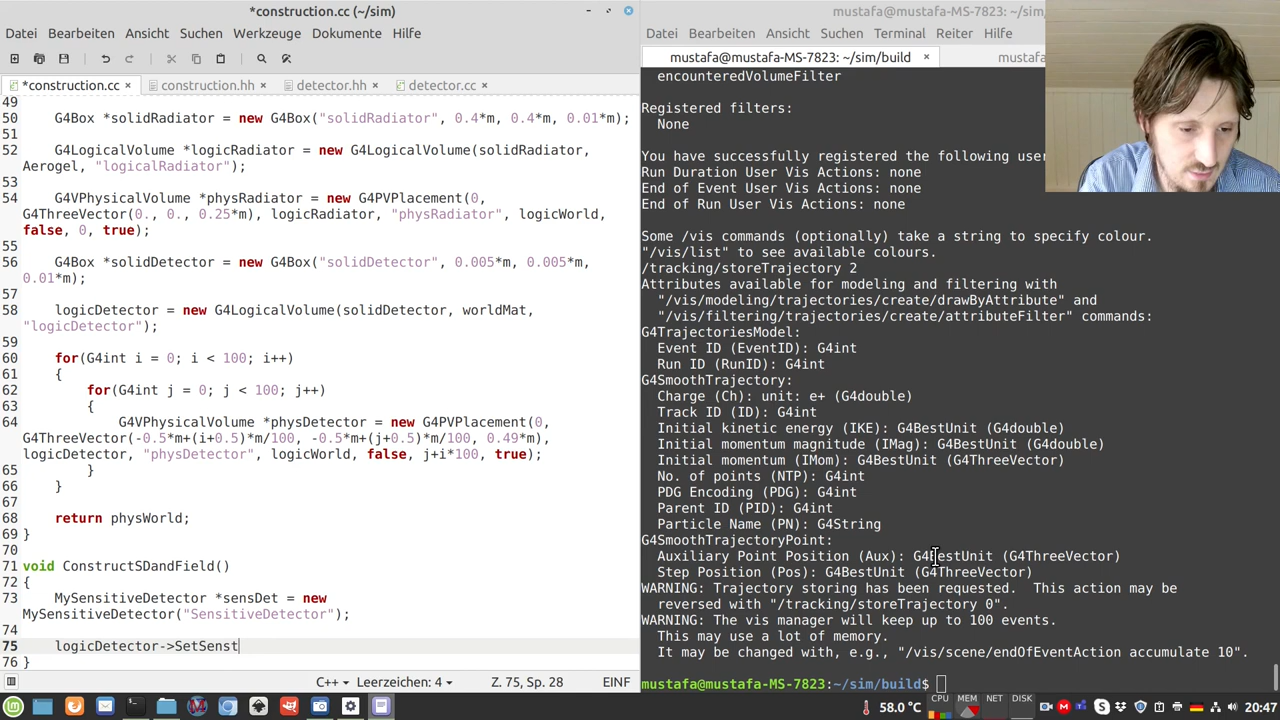 *construction.cc (~/sim)
Datei Bearbeiten Ansicht Suchen Werkzeuge Dokumente Hilfe
*construction.cc × construction.hh × detector.hh × detector.cc ×
49
50 G4Box *solidRadiator = new G4Box("solidRadiator", 0.4*m, 0.4*m, 0.01*m);
51
52 G4LogicalVolume *logicRadiator = new G4LogicalVolume(solidRadiator,
Aerogel, "logicalRadiator");
53
54 G4VPhysicalVolume *physRadiator = new G4PVPlacement(0,
G4ThreeVector(0., 0., 0.25*m), logicRadiator, "physRadiator", logicWorld,
false, 0, true);
55
56 G4Box *solidDetector = new G4Box("solidDetector", 0.005*m, 0.005*m,
0.01*m);
57
58 logicDetector = new G4LogicalVolume(solidDetector, worldMat,
"logicDetector");
59
60 for(G4int i = 0; i < 100; i++)
61 {
62 for(G4int j = 0; j < 100; j++)
63 {
64 G4VPhysicalVolume *physDetector = new G4PVPlacement(0,
G4ThreeVector(-0.5*m+(i+0.5)*m/100, -0.5*m+(j+0.5)*m/100, 0.49*m),
logicDetector, "physDetector", logicWorld, false, j+i*100, true);
65 }
66 }
67
68 return physWorld;
69 }
70
71 void ConstructSDandField()
72 {
73 MySensitiveDetector *sensDet = new
MySensitiveDetector("SensitiveDetector");
74
75 logicDetector->SetSenst
76 }
C++ Leerzeichen: 4 Z. 75, Sp. 28 EINF
mustafa@mustafa-MS-7823: ~/sim/
Datei Bearbeiten Ansicht Suchen Terminal Reiter Hilfe
mustafa@mustafa-MS-7823: ~/sim/build × mustaf
encounteredVolumeFilter
Registered filters:
None
You have successfully registered the following user
Run Duration User Vis Actions: none
End of Event User Vis Actions: none
End of Run User Vis Actions: none
Some /vis commands (optionally) take a string to specify colour.
"/vis/list" to see available colours.
/tracking/storeTrajectory 2
Attributes available for modeling and filtering with
"/vis/modeling/trajectories/create/drawByAttribute" and
"/vis/filtering/trajectories/create/attributeFilter" commands:
G4TrajectoriesModel:
Event ID (EventID): G4int
Run ID (RunID): G4int
G4SmoothTrajectory:
Charge (Ch): unit: e+ (G4double)
Track ID (ID): G4int
Initial kinetic energy (IKE): G4BestUnit (G4double)
Initial momentum magnitude (IMag): G4BestUnit (G4double)
Initial momentum (IMom): G4BestUnit (G4ThreeVector)
No. of points (NTP): G4int
PDG Encoding (PDG): G4int
Parent ID (PID): G4int
Particle Name (PN): G4String
G4SmoothTrajectoryPoint:
Auxiliary Point Position (Aux): G4BestUnit (G4ThreeVector)
Step Position (Pos): G4BestUnit (G4ThreeVector)
WARNING: Trajectory storing has been requested. This action may be
reversed with "/tracking/storeTrajectory 0".
WARNING: The vis manager will keep up to 100 events.
This may use a lot of memory.
It may be changed with, e.g., "/vis/scene/endOfEventAction accumulate 10".
mustafa@mustafa-MS-7823:~/sim/build$
CPU MEM NET DISK 58.0 °C 20:47